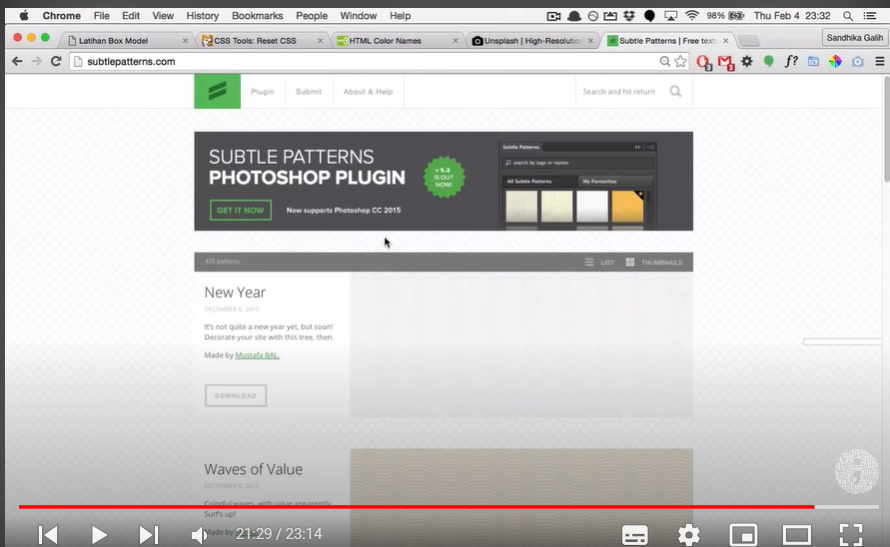 Chrome File Edit View History Bookmarks People Window Help 98% Thu Feb 4 23:32
Latihan Box Model CSS Tools: Reset CSS HTML Color Names Unsplash | High-Resolutio Subtle Patterns | Free text Sandhika Galih
subtlepatterns.com f?
Plugin Submit About & Help Search and hit return
SUBTLE PATTERNS
PHOTOSHOP PLUGIN
IS OUT
NOW!
GET IT NOW Now supports Photoshop CC 2015
Subtle Patterns
search by tags or names
All Subtle Patterns My Favourites
patterns... LIST THUMBNAILS
New Year
DECEMBER 6, 2015
It's not quite a new year yet, but soon!
Decorate your site with this tree, then.
Made by Mustafa BAL.
DOWNLOAD
Waves of Value
DECEMBER 6, 2015
Colorful waves, with value apparently.
Surf's up!
Made by
21:29 / 23:14